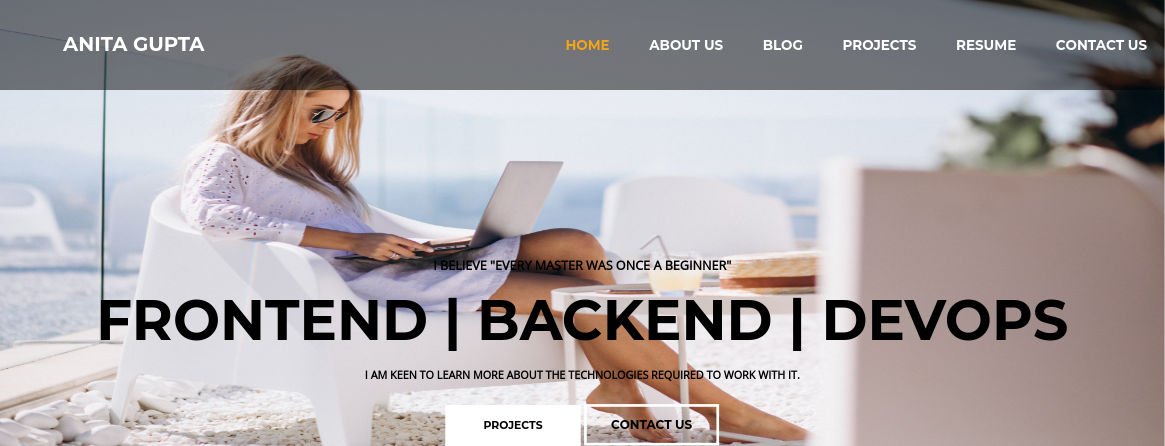 ANITA GUPTA
HOME ABOUT US BLOG PROJECTS RESUME CONTACT US
I BELIEVE "EVERY MASTER WAS ONCE A BEGINNER"
FRONTEND | BACKEND | DEVOPS
I AM KEEN TO LEARN MORE ABOUT THE TECHNOLOGIES REQUIRED TO WORK WITH IT.
PROJECTS CONTACT US